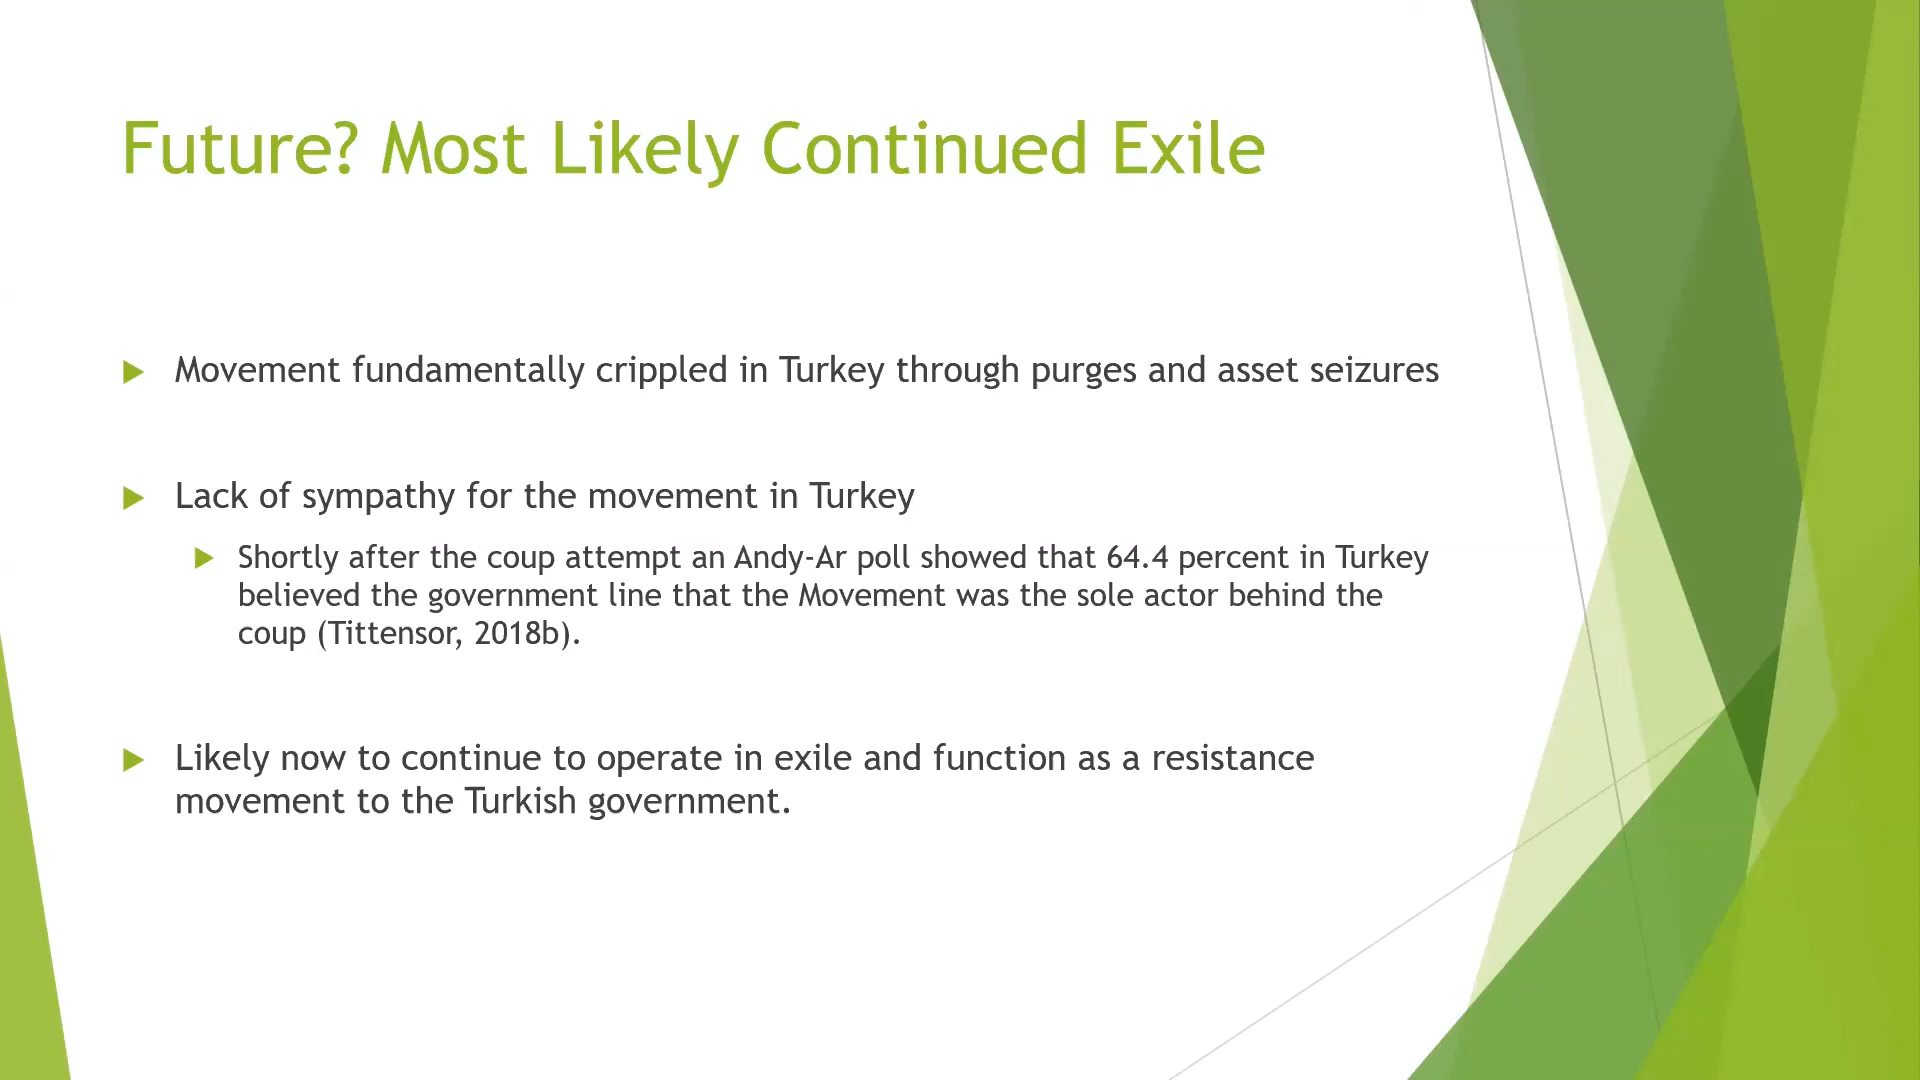 Future? Most Likely Continued Exile
Movement fundamentally crippled in Turkey through purges and asset seizures
Lack of sympathy for the movement in Turkey
Shortly after the coup attempt an Andy-Ar poll showed that 64.4 percent in Turkey
believed the government line that the Movement was the sole actor behind the
coup (Tittensor, 2018b).
Likely now to continue to operate in exile and function as a resistance
movement to the Turkish government.